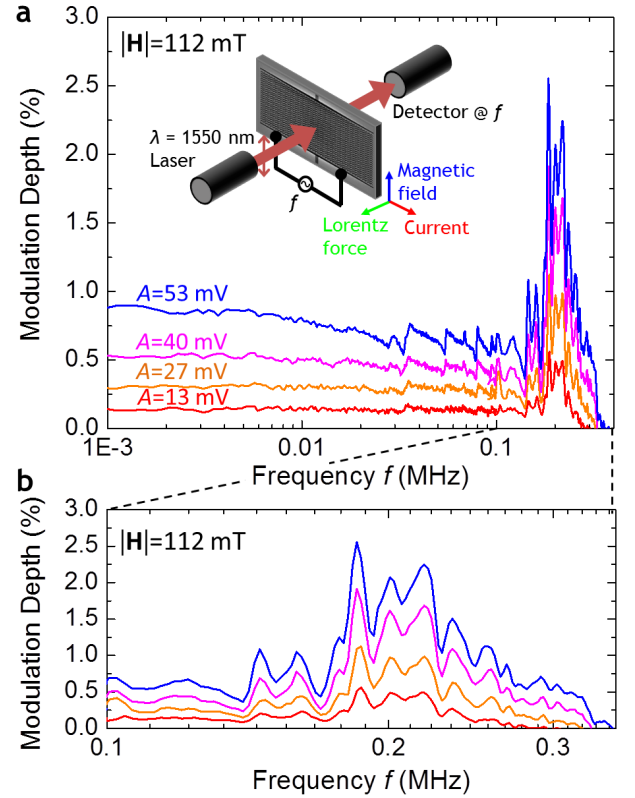 a
|H|=112 mT
λ = 1550 nm
Laser
Detector @ f
f
Magnetic
field
Lorentz
force
Current
A=53 mV
A=40 mV
A=27 mV
A=13 mV
Modulation Depth (%)
3.0
2.5
2.0
1.5
1.0
0.5
0.0
1E-3
0.01
0.1
Frequency f (MHz)
b
|H|=112 mT
Modulation Depth (%)
3.0
2.5
2.0
1.5
1.0
0.5
0.0
0.1
0.2
0.3
Frequency f (MHz)